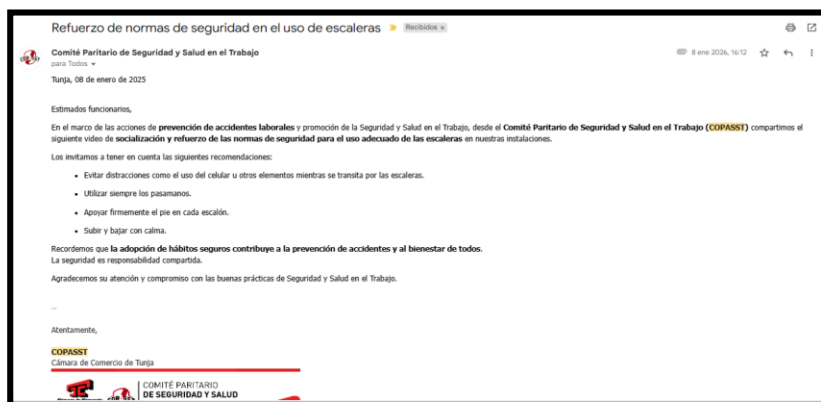 Refuerzo de normas de seguridad en el uso de escaleras
Recibidos x
Comité Paritario de Seguridad y Salud en el Trabajo
8 ene 2026, 16:12
para Todos
Tunja, 08 de enero de 2025
Estimados funcionarios,
En el marco de las acciones de prevención de accidentes laborales y promoción de la Seguridad y Salud en el Trabajo, desde el Comité Paritario de Seguridad y Salud en el Trabajo (COPASST) compartimos el
siguiente video de socialización y refuerzo de las normas de seguridad para el uso adecuado de las escaleras en nuestras instalaciones.
Los invitamos a tener en cuenta las siguientes recomendaciones:
• Evitar distracciones como el uso del celular u otros elementos mientras se transita por las escaleras.
• Utilizar siempre los pasamanos.
• Apoyar firmemente el pie en cada escalón.
• Subir y bajar con calma.
Recordemos que la adopción de hábitos seguros contribuye a la prevención de accidentes y al bienestar de todos.
La seguridad es responsabilidad compartida.
Agradecemos su atención y compromiso con las buenas prácticas de Seguridad y Salud en el Trabajo.
...
Atentamente,
COPASST
Cámara de Comercio de Tunja
COMITÉ PARITARIO
DE SEGURIDAD Y SALUD